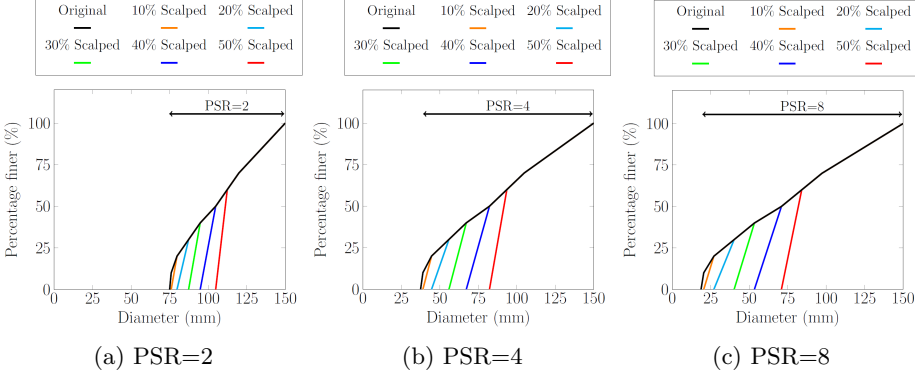 Original 10% Scalped 20% Scalped
30% Scalped 40% Scalped 50% Scalped
PSR=2
Percentage finer (%)
100
75
50
25
0
0 25 50 75 100 125 150
Diameter (mm)
(a) PSR=2
Original 10% Scalped 20% Scalped
30% Scalped 40% Scalped 50% Scalped
PSR=4
Percentage finer (%)
100
75
50
25
0
0 25 50 75 100 125 150
Diameter (mm)
(b) PSR=4
Original 10% Scalped 20% Scalped
30% Scalped 40% Scalped 50% Scalped
PSR=8
Percentage finer (%)
100
75
50
25
0
0 25 50 75 100 125 150
Diameter (mm)
(c) PSR=8